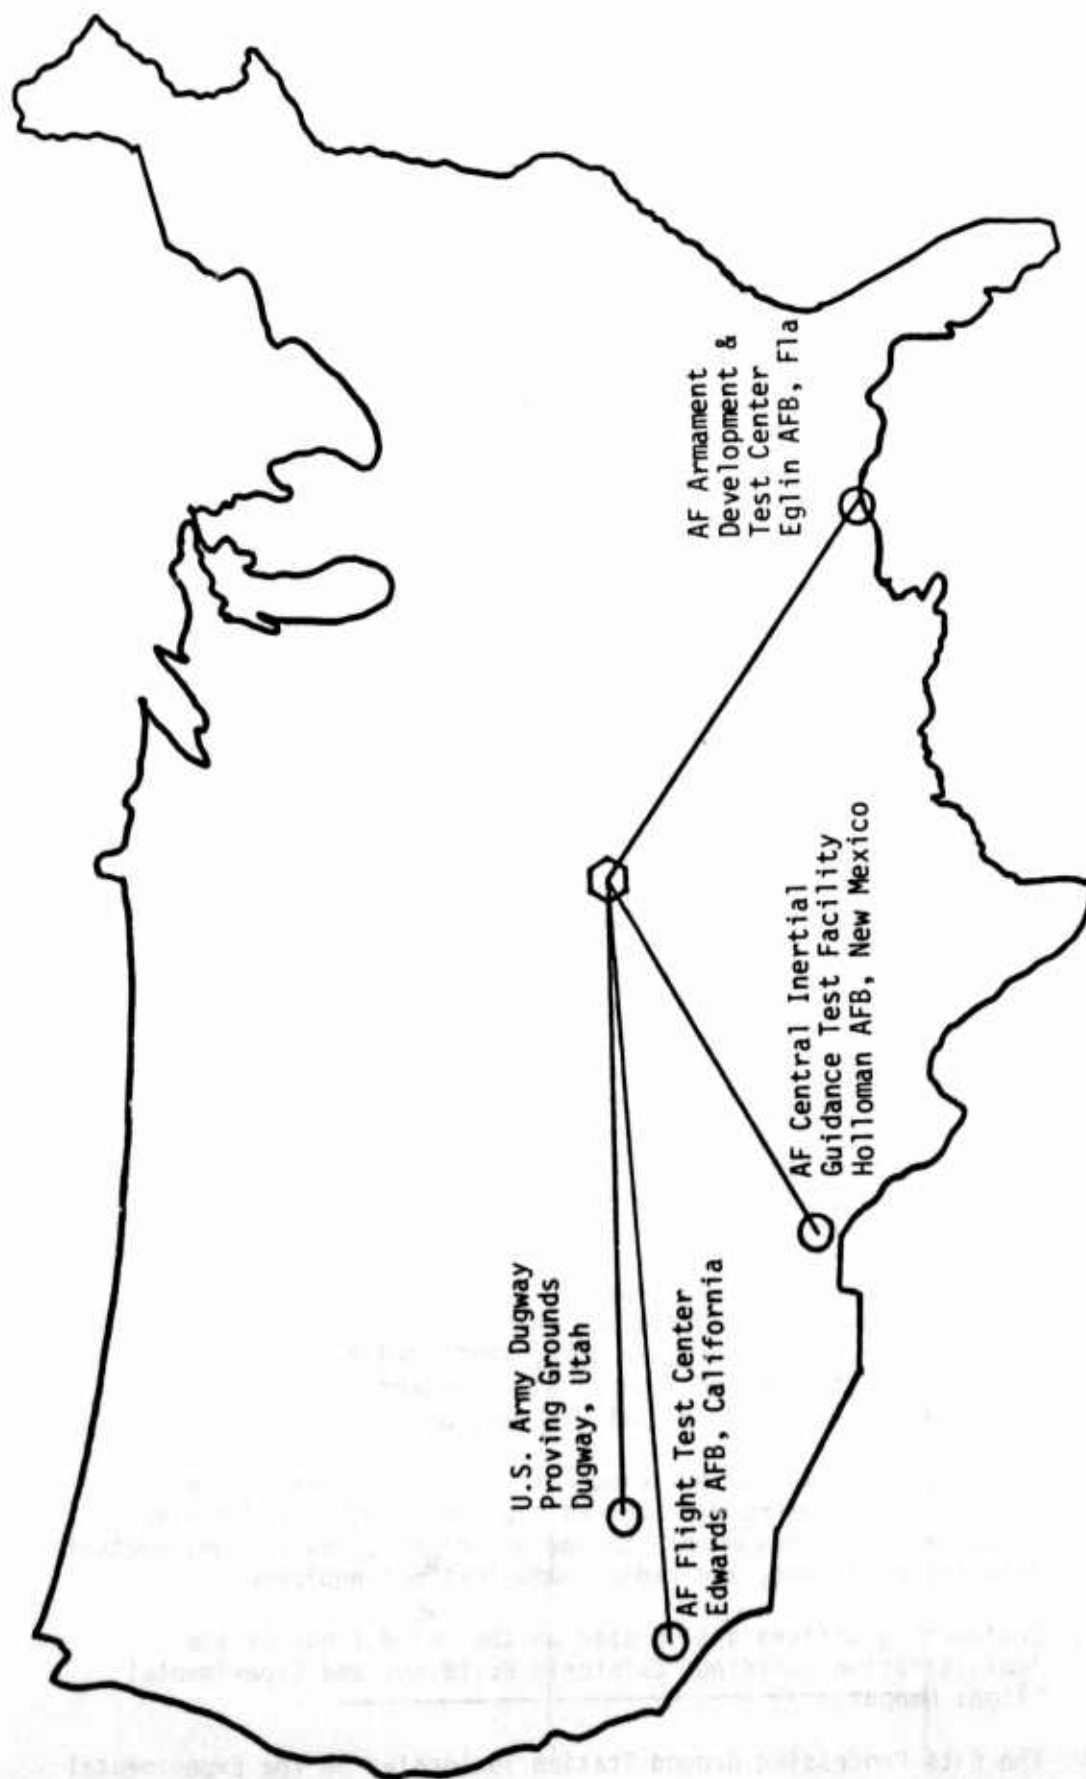 U.S. Army Dugway
Proving Grounds
Dugway, Utah
AF Flight Test Center
Edwards AFB, California
AF Central Inertial
Guidance Test Facility
Holloman AFB, New Mexico
AF Armament
Development &
Test Center
Eglin AFB, Fla